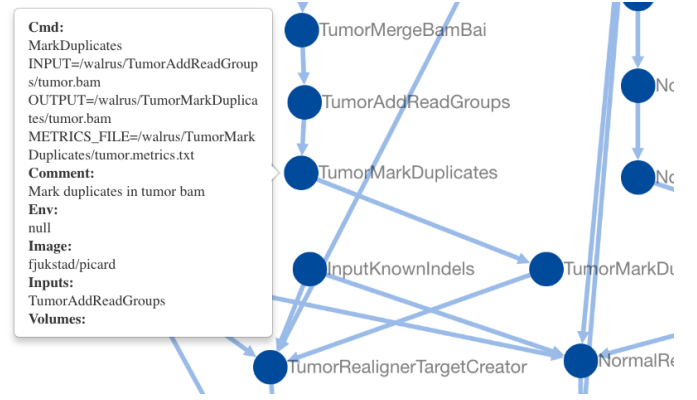 Cmd:
MarkDuplicates
INPUT=/walrus/TumorAddReadGroup
s/tumor.bam
OUTPUT=/walrus/TumorMarkDuplica
tes/tumor.bam
METRICS_FILE=/walrus/TumorMark
Duplicates/tumor.metrics.txt
Comment:
Mark duplicates in tumor bam
Env:
null
Image:
fjukstad/picard
Inputs:
TumorAddReadGroups
Volumes:
TumorMergeBamBai
TumorAddReadGroups
TumorMarkDuplicates
InputKnownIndels
TumorMarkDu
TumorRealignerTargetCreator
NormalRe
No
No